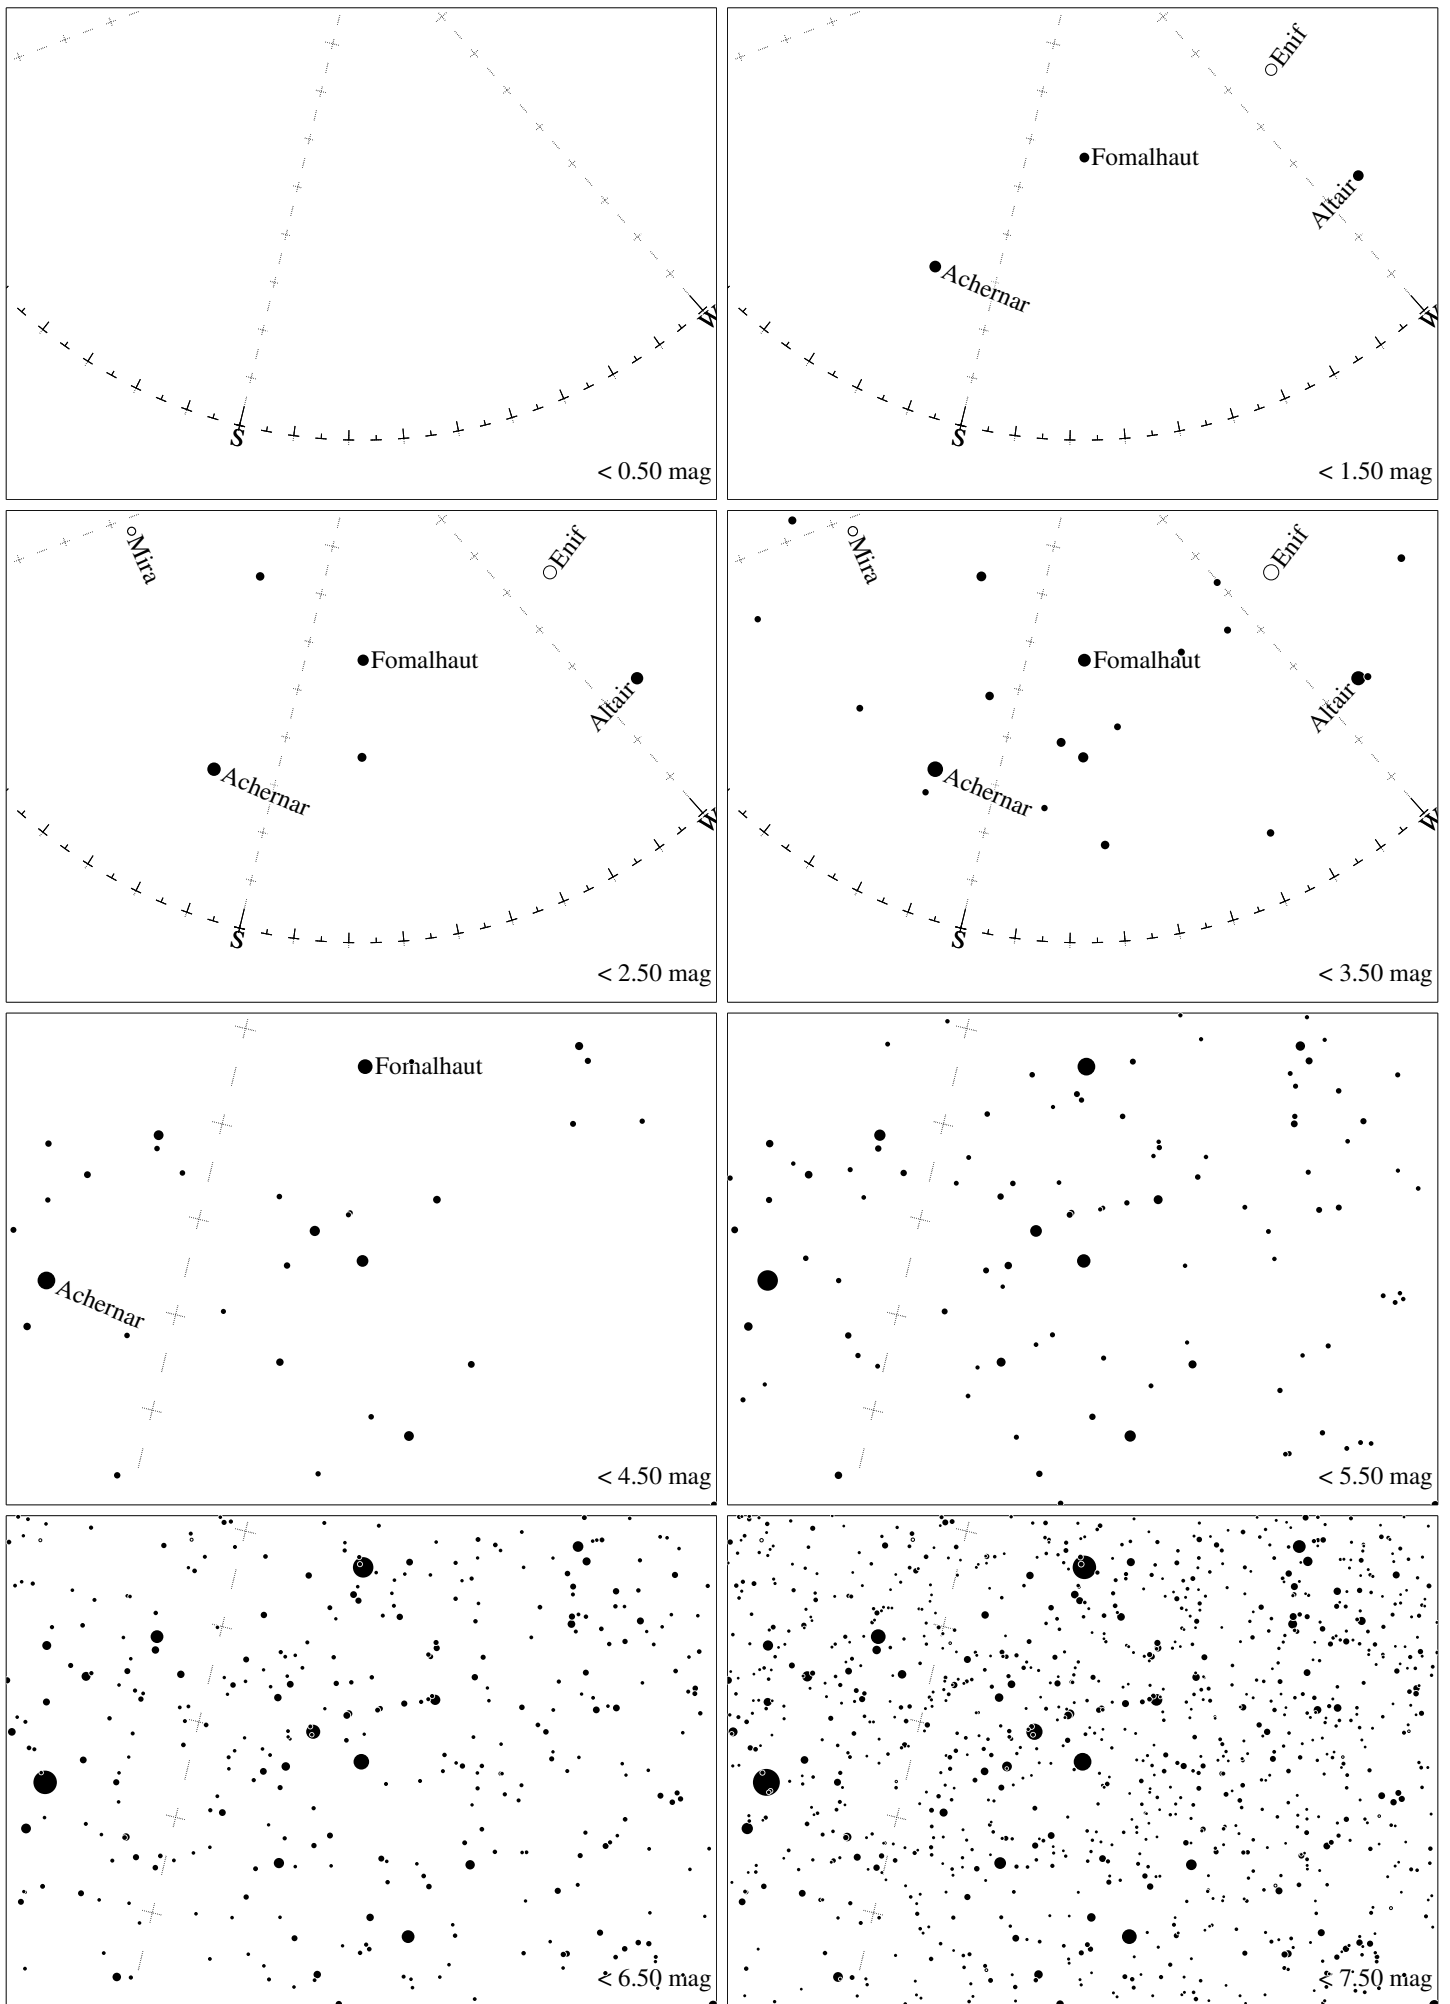 S
W
< 0.50 mag
Enif
Fomalhaut
Altair
Achernar
S
W
< 1.50 mag
Mira
Enif
Fomalhaut
Altair
Achernar
S
W
< 2.50 mag
Mira
Enif
Fomalhaut
Altair
Achernar
S
W
< 3.50 mag
Fomalhaut
Achernar
< 4.50 mag
< 5.50 mag
< 6.50 mag
< 7.50 mag